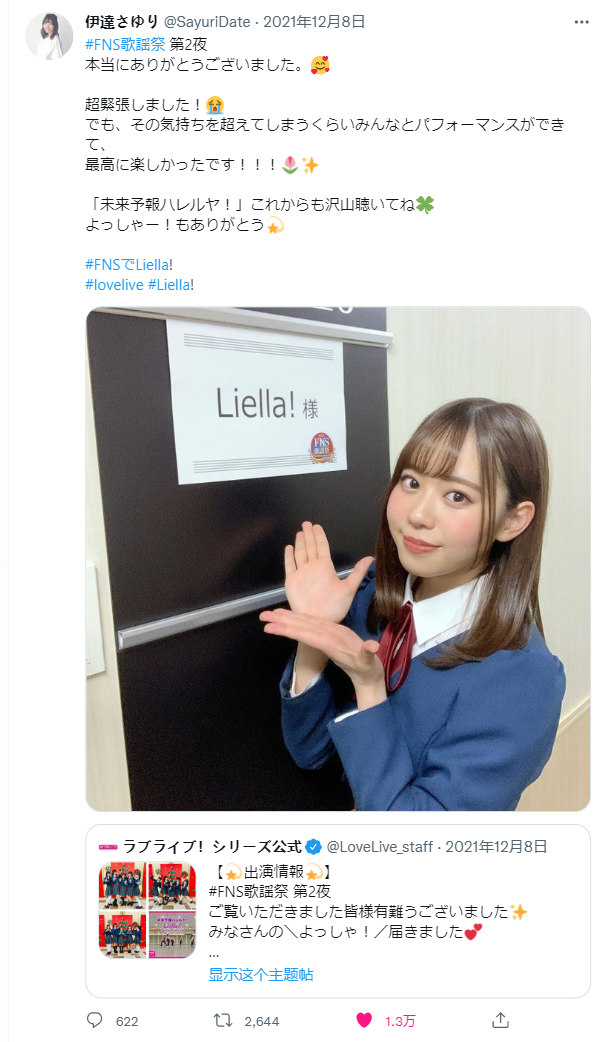 伊達さゆり @SayuriDate · 2021年12月8日
#FNS歌謡祭 第2夜
本当にありがとうございました。🥰
超緊張しました！😭
でも、その気持ちを超えてしまうくらいみんなとパフォーマンスができ
て、
最高に楽しかったです！！！🌷✨
「未来予報ハレルヤ！」これからも沢山聴いてね🍀
よっしゃー！もありがとう💫
#FNSでLiella!
#lovelive #Liella!
Liella! 様
FNS
歌謡祭
ラブライブ！シリーズ公式 @LoveLive_staff · 2021年12月8日
【💫出演情報💫】
#FNS歌謡祭 第2夜
ご覧いただきました皆様有難うございました✨
みなさんの＼よっしゃ！／届きました💕
...
显示这个主题帖
622
2,644
1.3万